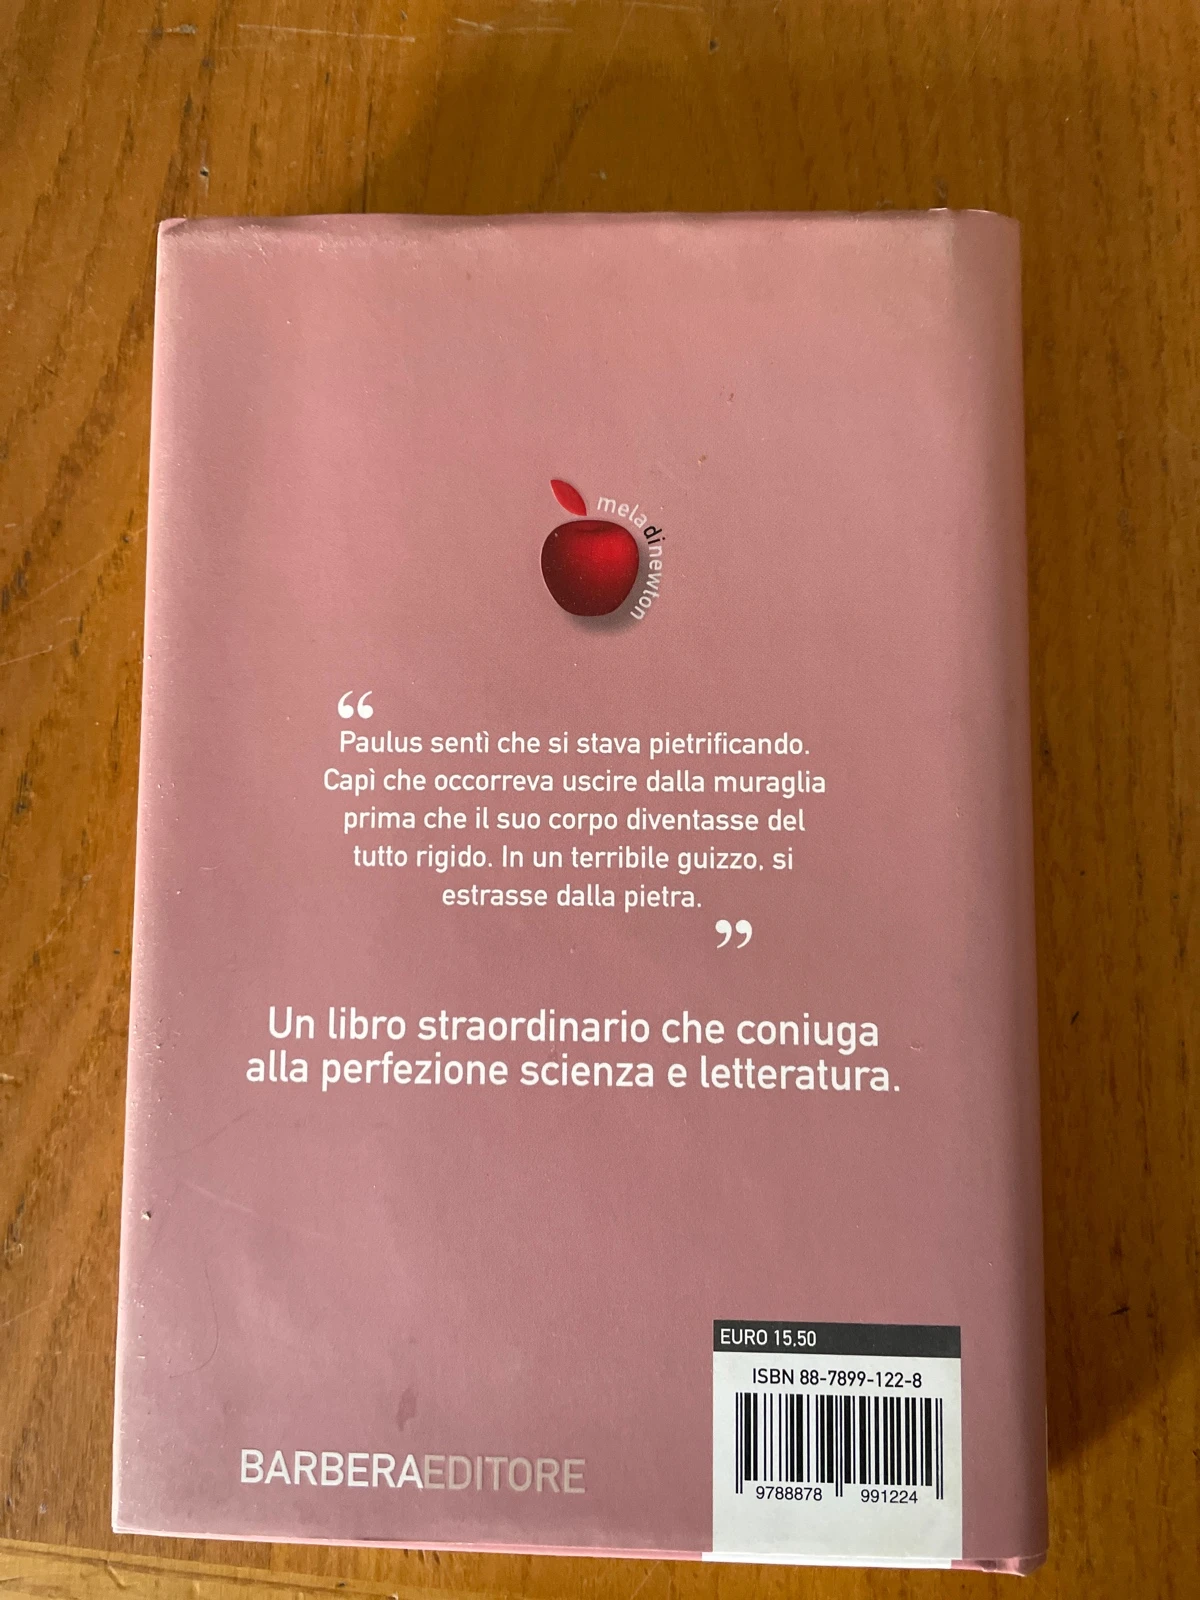 meladinewton
“
Paulus sentì che si stava pietrificando.
Capì che occorreva uscire dalla muraglia
prima che il suo corpo diventasse del
tutto rigido. In un terribile guizzo, si
estrasse dalla pietra.
”
Un libro straordinario che coniuga
alla perfezione scienza e letteratura.
EURO 15,50
ISBN 88-7899-122-8
9788878 991224
BARBERAEDITORE